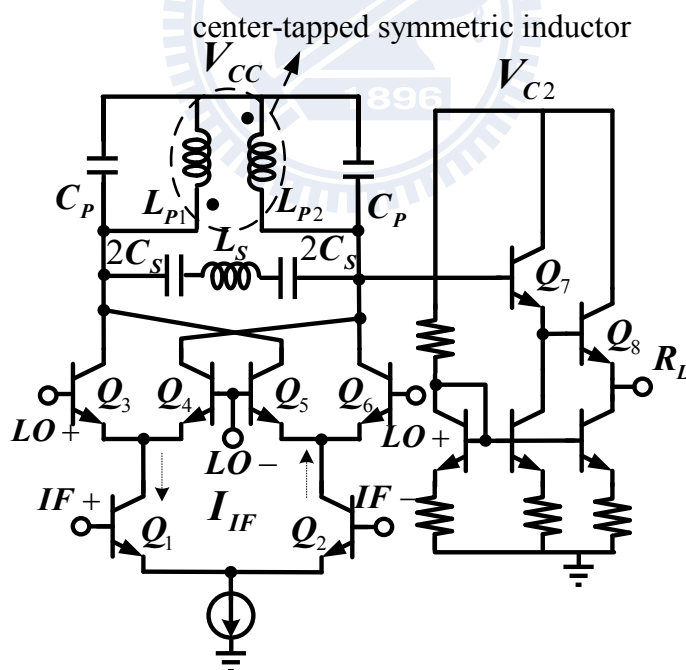 center-tapped symmetric inductor
V_CC
V_C2
1896
C_P
L_P1
L_P2
C_P
2C_S
L_S
2C_S
Q_7
Q_8
R_L
Q_3
Q_4
Q_5
Q_6
LO+
LO-
LO+
IF+
I_IF
IF-
Q_1
Q_2